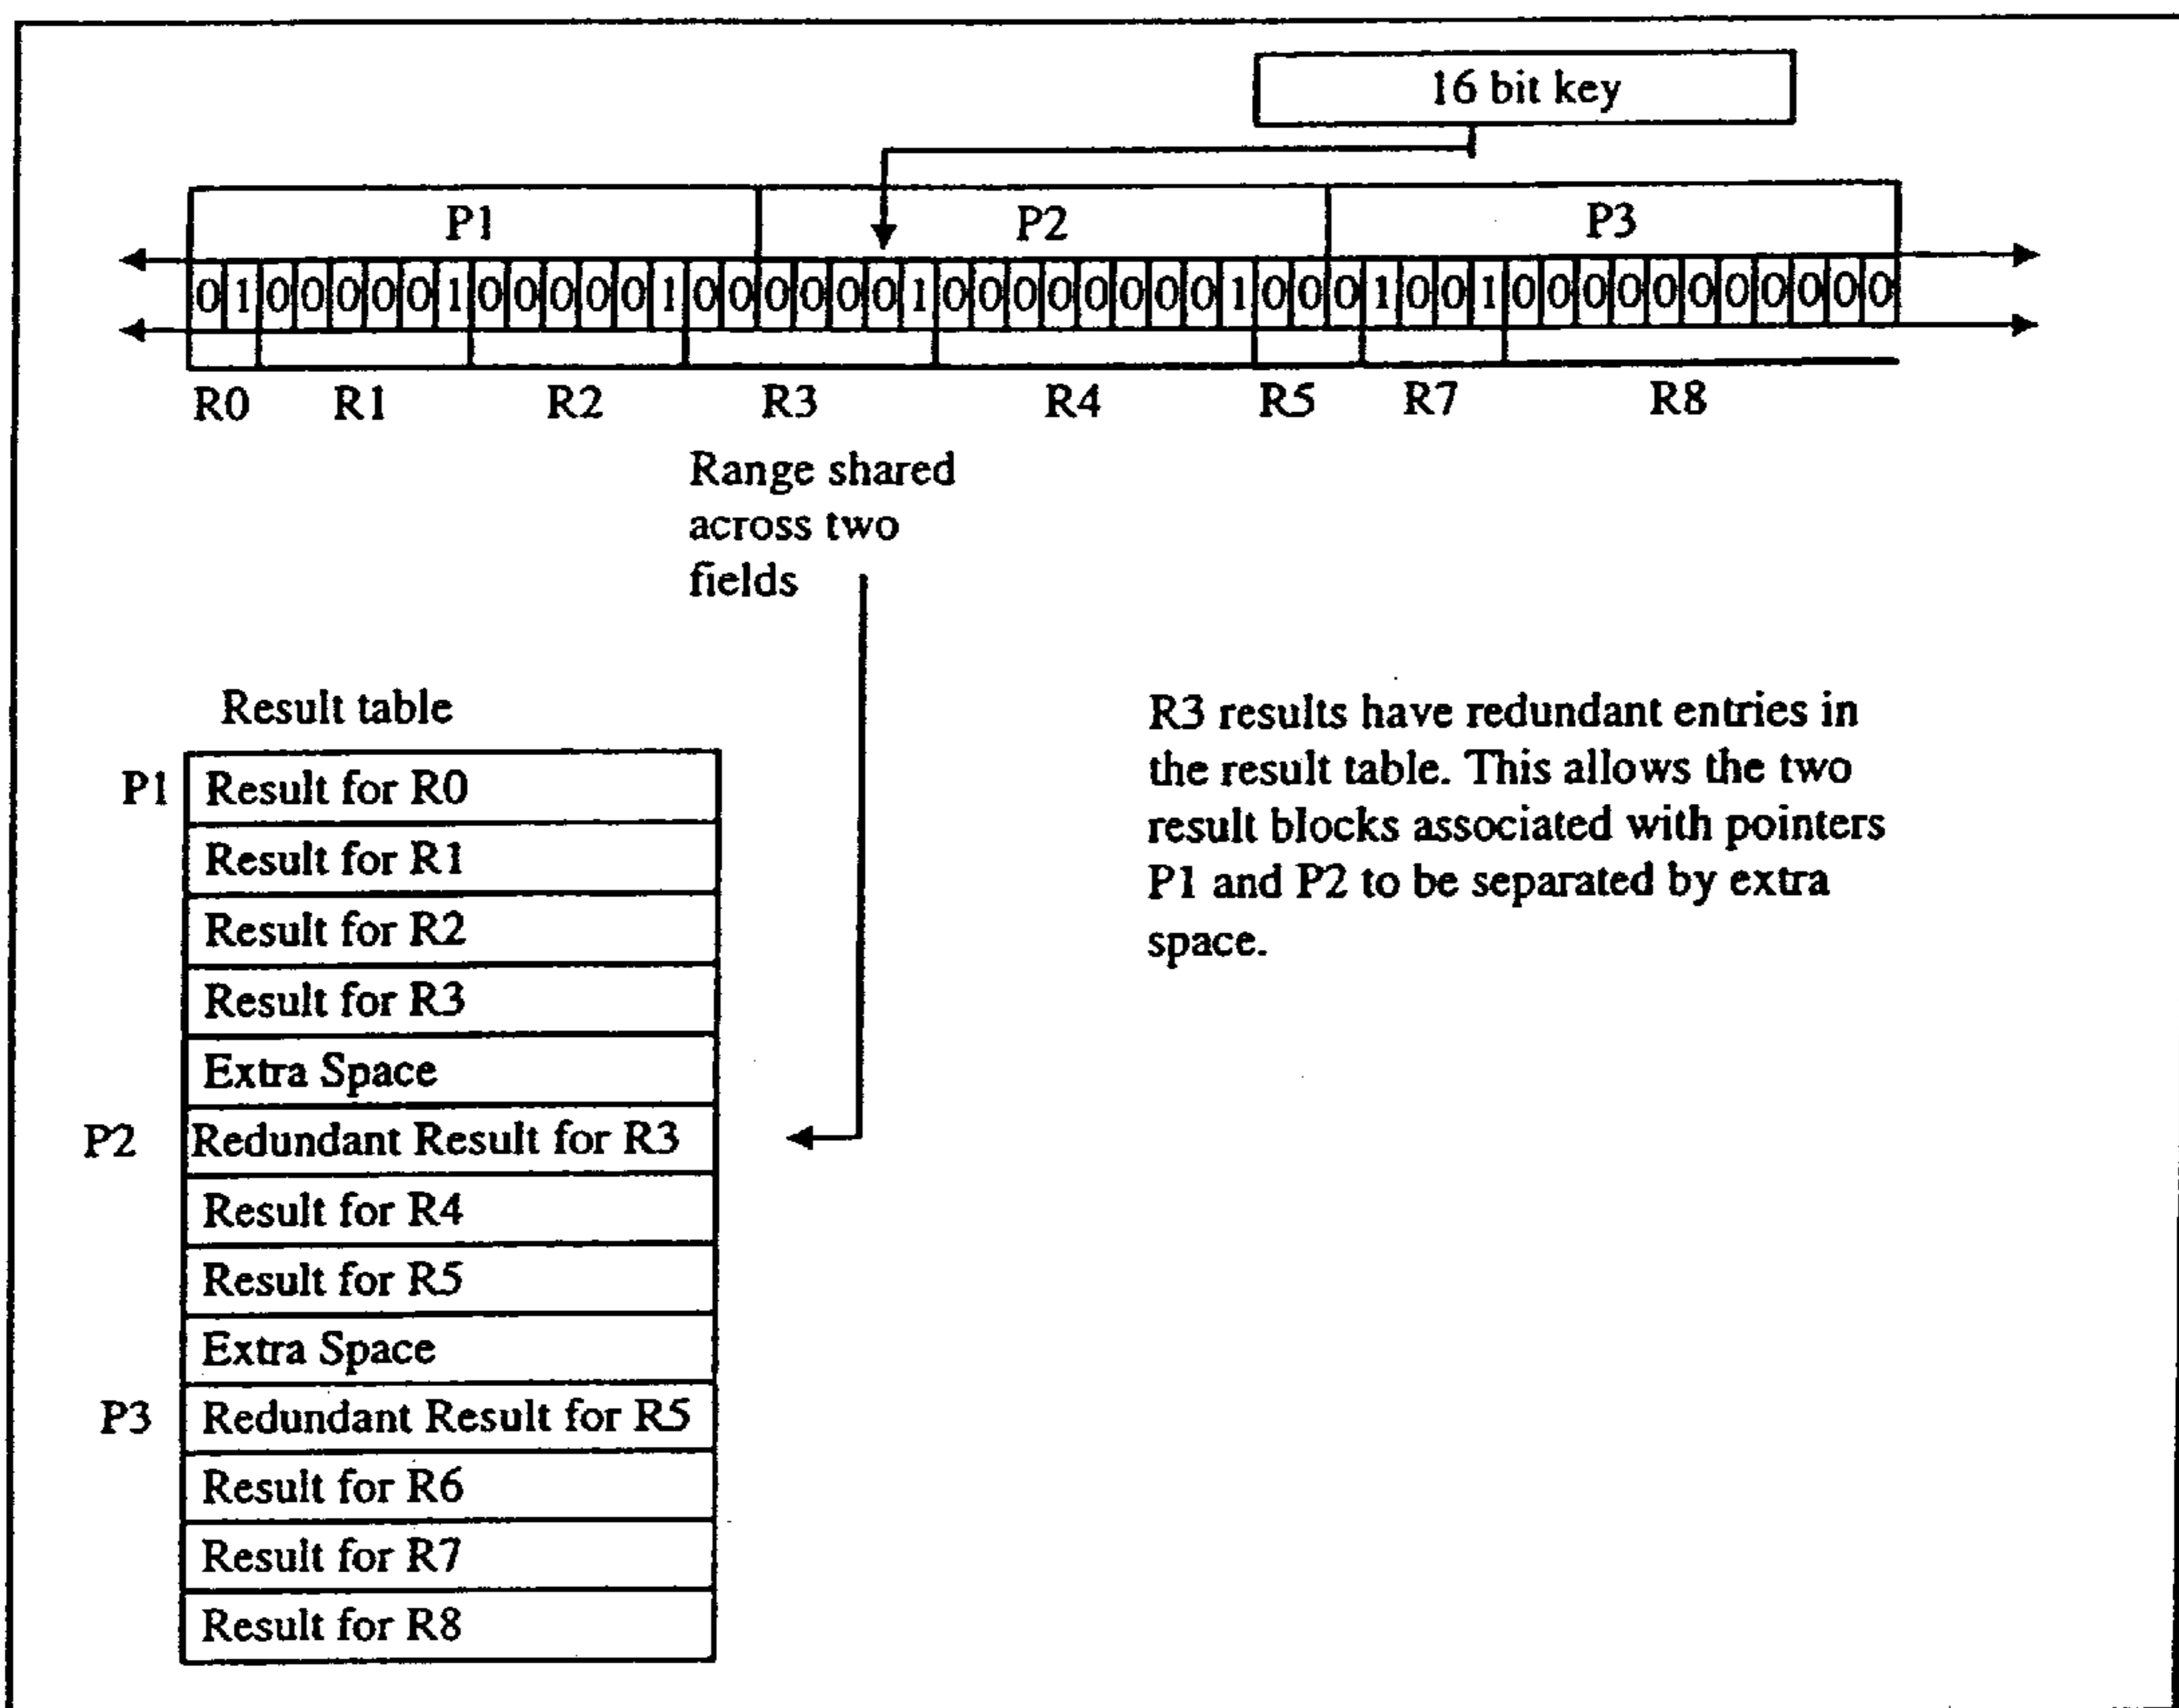 16 bit key
P1 P2 P3
0 1 0 0 0 0 0 1 0 0 0 0 0 1 0 0 0 0 0 0 1 0 0 0 0 0 0 0 0 1 0 0 0 1 0 0 1 0 0 0 0 0 0 0 0 0 0 0
R0 R1 R2 R3 R4 R5 R7 R8
Range shared
across two
fields
Result table
P1 Result for R0
Result for R1
Result for R2
Result for R3
Extra Space
P2 Redundant Result for R3
Result for R4
Result for R5
Extra Space
P3 Redundant Result for R5
Result for R6
Result for R7
Result for R8
R3 results have redundant entries in
the result table. This allows the two
result blocks associated with pointers
P1 and P2 to be separated by extra
space.